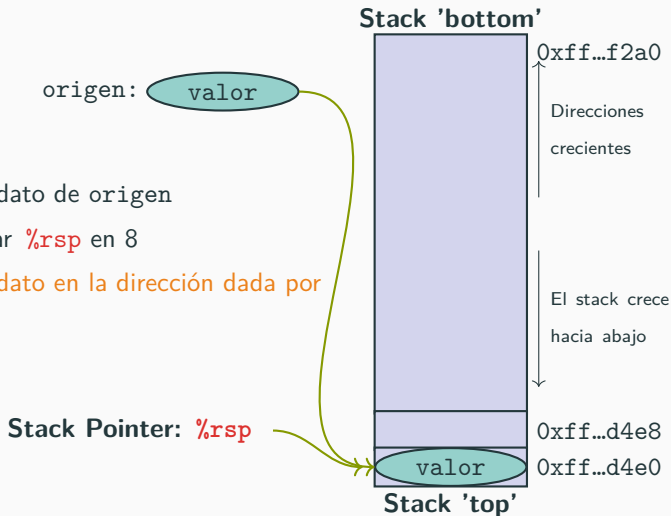 Stack 'bottom'
0xff…f2a0
origen: valor
Direcciones
crecientes
dato de origen
%rsp en 8
dato en la dirección dada por
El stack crece
hacia abajo
Stack Pointer: %rsp
0xff…d4e8
valor 0xff…d4e0
Stack 'top'